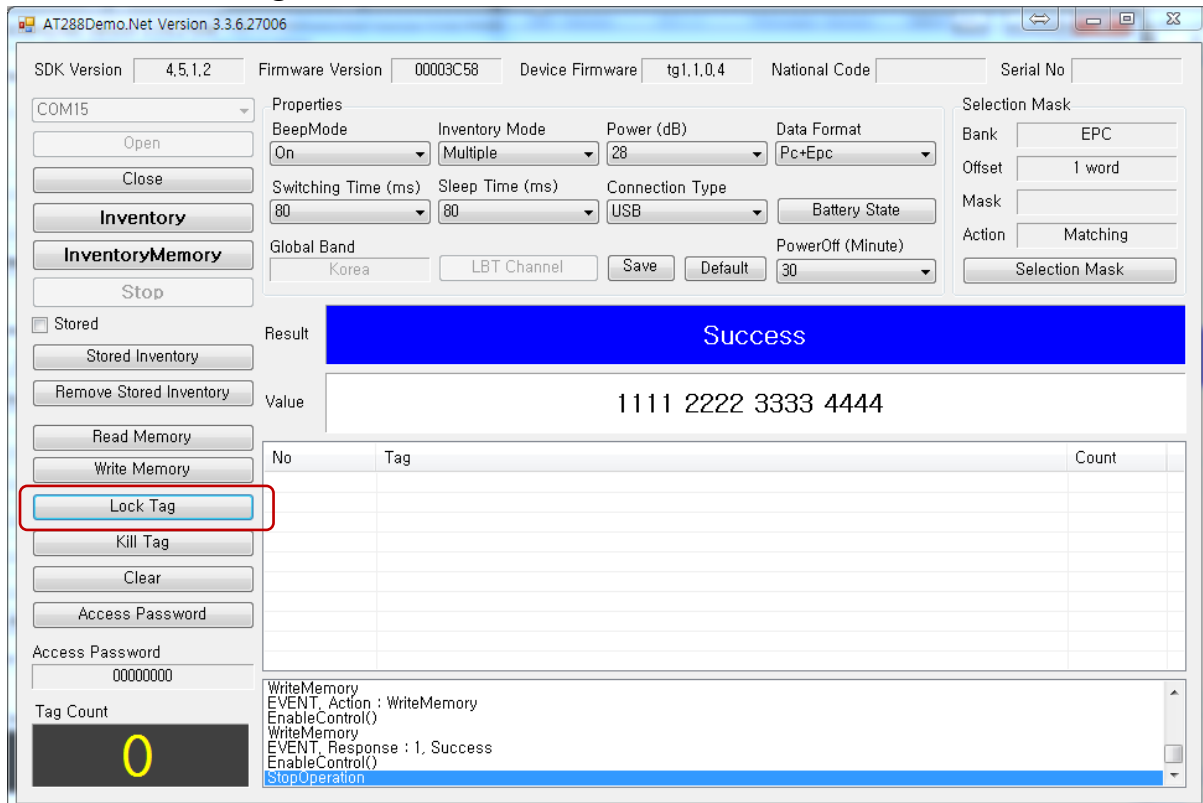 AT288Demo.Net Version 3.3.6.27006
SDK Version 4,5,1,2 Firmware Version 00003C58 Device Firmware tg1,1,0,4 National Code Serial No
COM15
Open
Close
Inventory
InventoryMemory
Stop
Stored
Stored Inventory
Remove Stored Inventory
Read Memory
Write Memory
Lock Tag
Kill Tag
Clear
Access Password
Access Password
00000000
Tag Count
0
Properties
BeepMode Inventory Mode Power (dB) Data Format
On Multiple 28 Pc+Epc
Switching Time (ms) Sleep Time (ms) Connection Type
80 80 USB Battery State
Global Band PowerOff (Minute)
Korea LBT Channel Save Default 30
Selection Mask
Bank EPC
Offset 1 word
Mask
Action Matching
Selection Mask
Result Success
Value 1111 2222 3333 4444
No Tag Count
WriteMemory
EVENT, Action : WriteMemory
EnableControl()
WriteMemory
EVENT, Response : 1, Success
EnableControl()
StopOperation